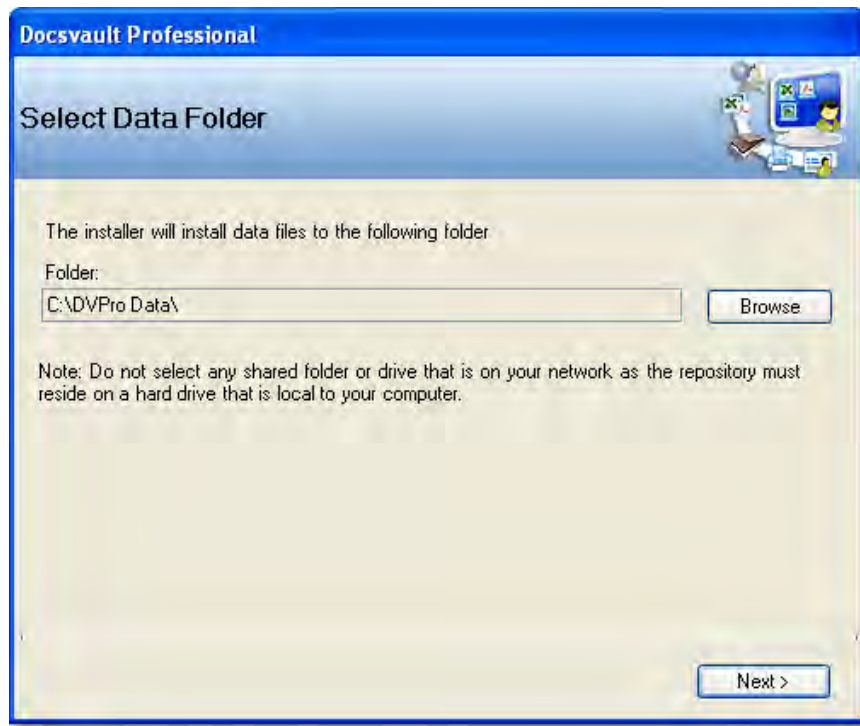 Docsvault Professional
Select Data Folder
The installer will install data files to the following folder
Folder:
C:\DVPro Data\
Browse
Note: Do not select any shared folder or drive that is on your network as the repository must
reside on a hard drive that is local to your computer.
Next >